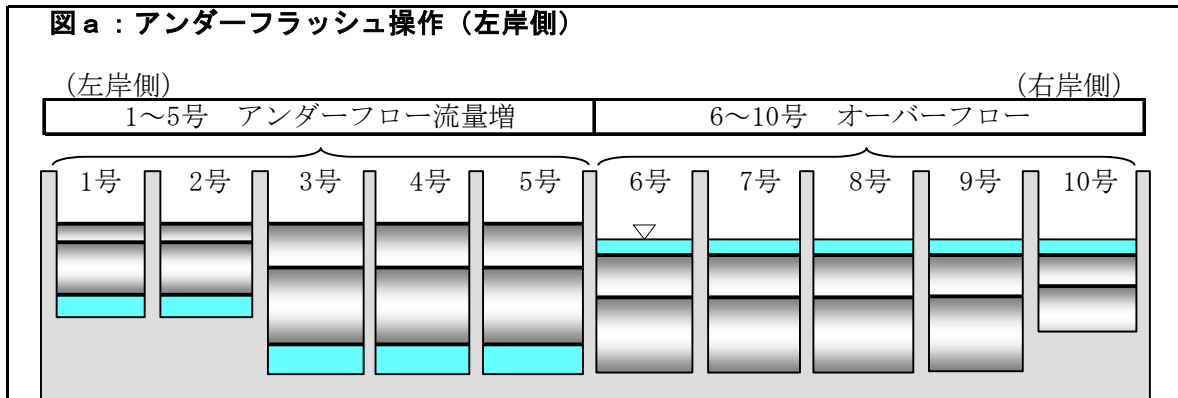 図a：アンダーフラッシュ操作（左岸側）
（左岸側） （右岸側）
1～5号 アンダーフロー流量増 6～10号 オーバーフロー
1号 2号 3号 4号 5号 6号 7号 8号 9号 10号